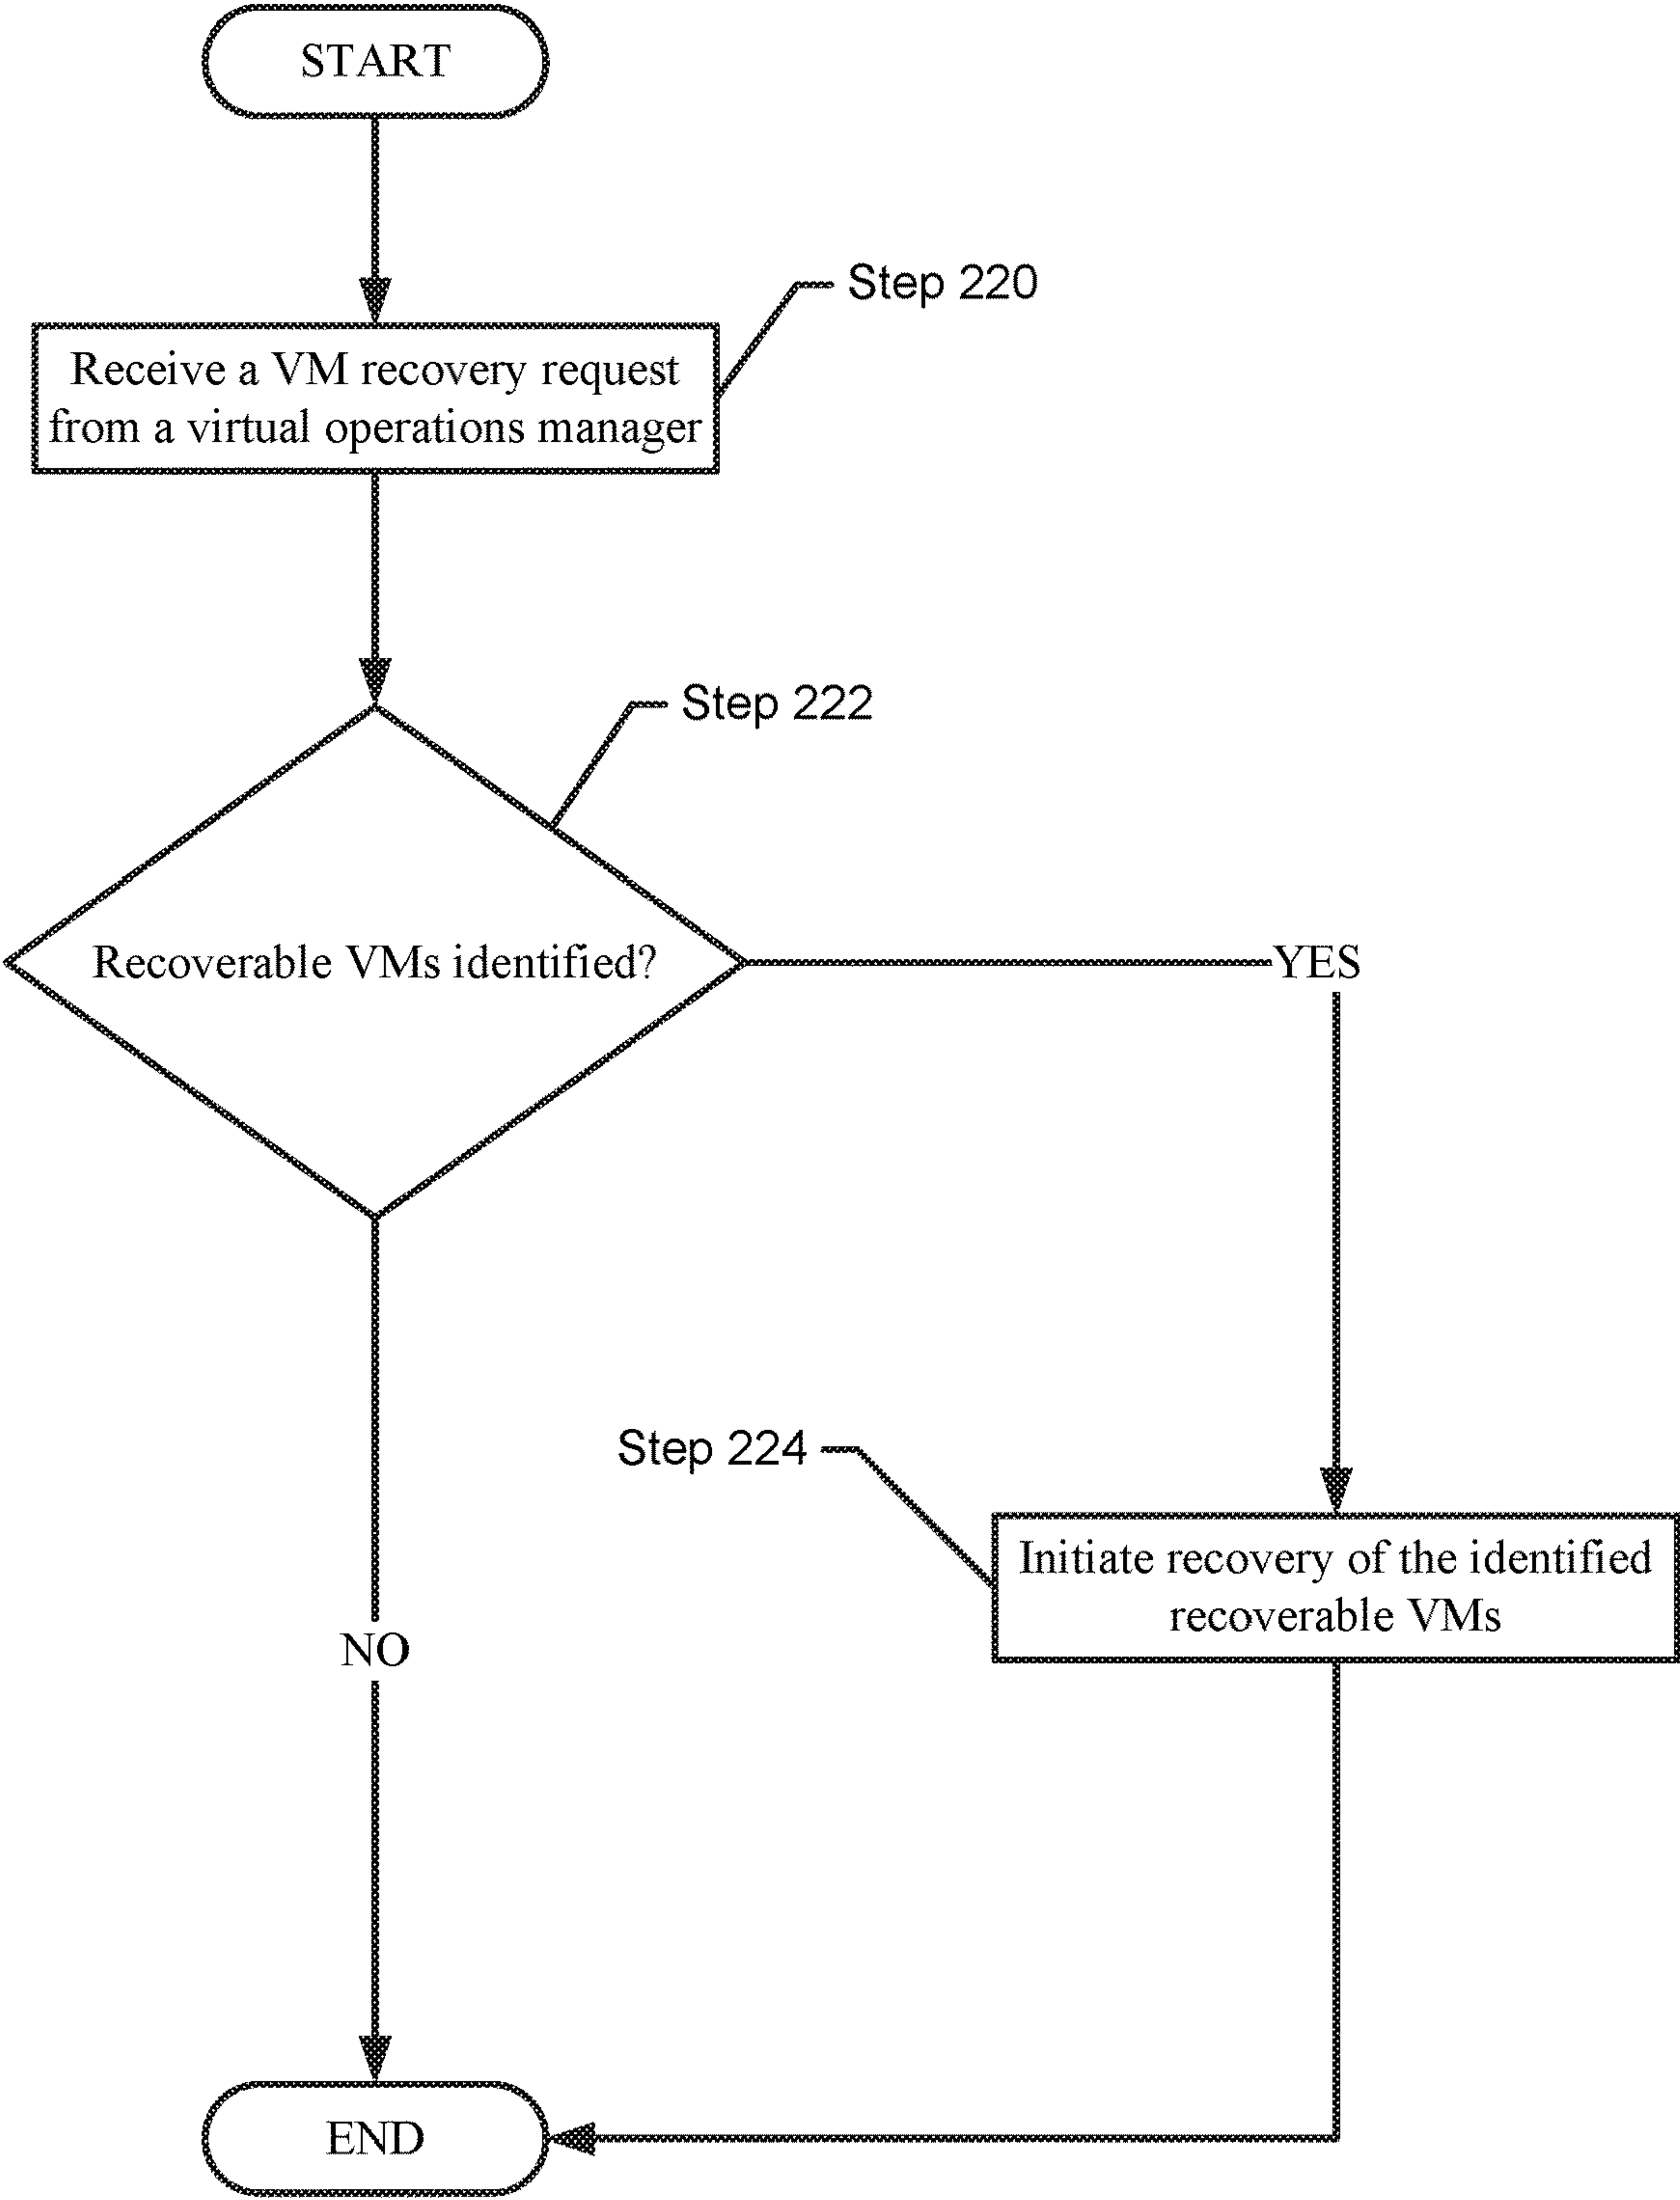 START
Step 220
Receive a VM recovery request
from a virtual operations manager
Step 222
Recoverable VMs identified?
YES
Step 224
Initiate recovery of the identified
recoverable VMs
NO
END